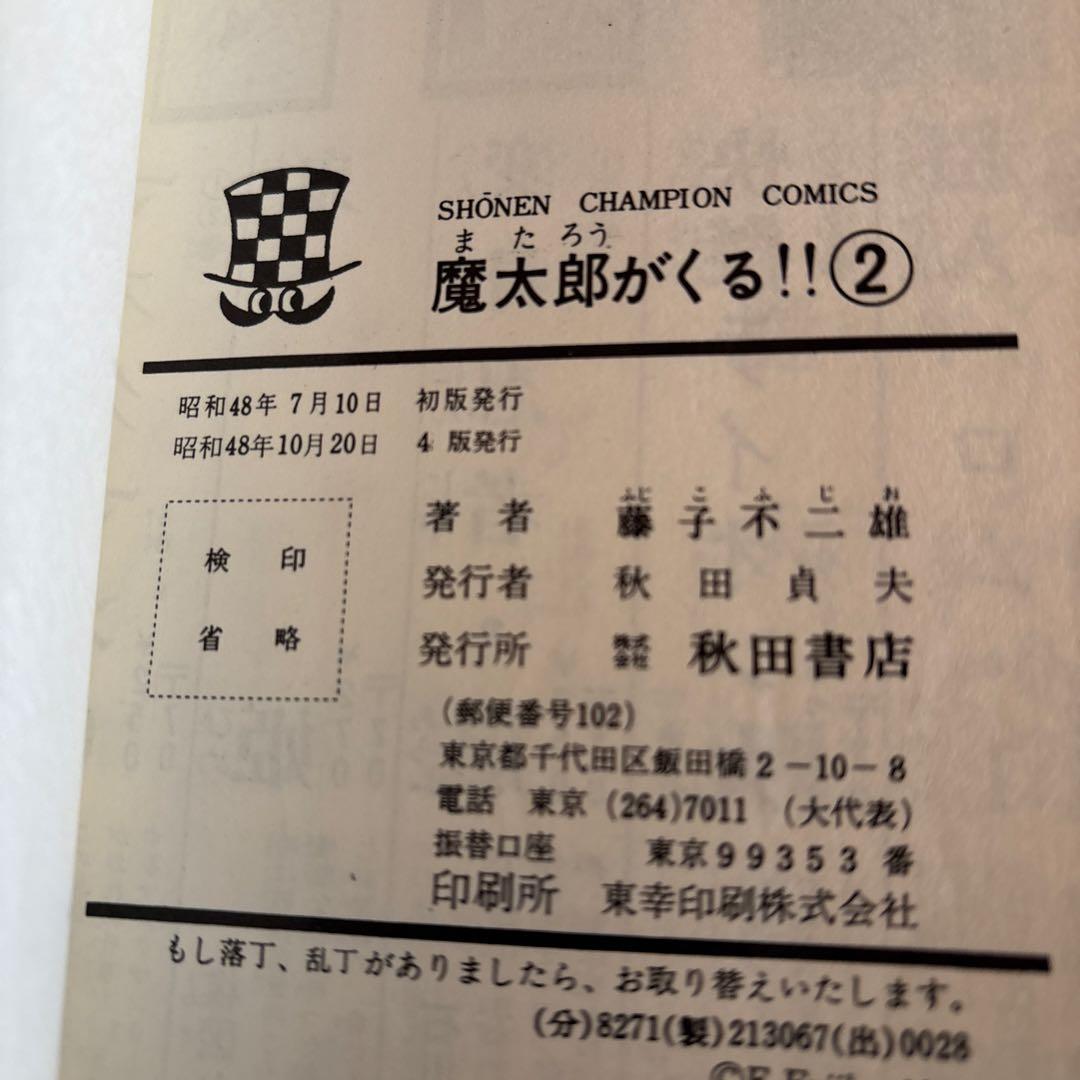 SHŌNEN CHAMPION COMICS
またろう
魔太郎がくる!!②
昭和48年 7月10日 初版発行
昭和48年10月20日 4版発行
検印
省略
ふじこふじお
著者 藤子不二雄
発行者 秋田貞夫
発行所 株式会社 秋田書店
(郵便番号102)
東京都千代田区飯田橋2-10-8
電話 東京 (264)7011 (大代表)
振替口座 東京99353番
印刷所 東幸印刷株式会社
もし落丁、乱丁がありましたら、お取り替えいたします。
(分)8271(製)213067(出)0028